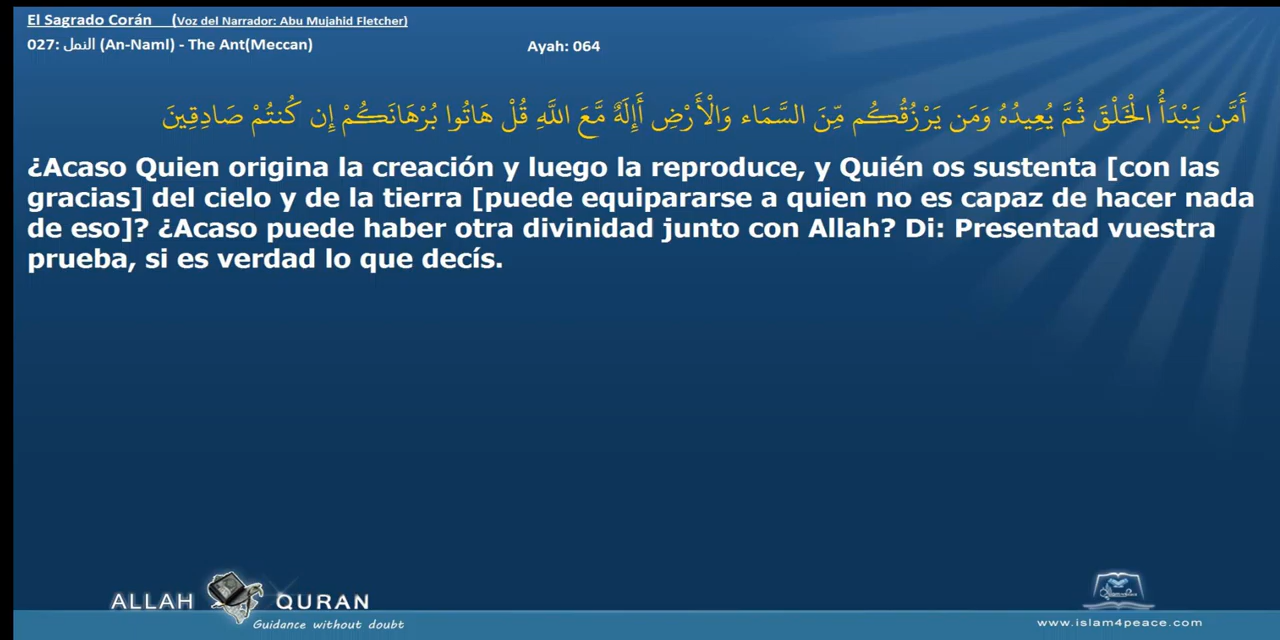 El Sagrado Corán (Voz del Narrador: Abu Mujahid Fletcher)
027: النمل (An-Naml) - The Ant(Meccan) Ayah: 064
أَمَّن يَبْدَأُ الْخَلْقَ ثُمَّ يُعِيدُهُ وَمَن يَرْزُقُكُم مِّنَ السَّمَاء وَالْأَرْضِ أَإِلَهٌ مَّعَ اللَّهِ قُلْ هَاتُوا بُرْهَانَكُمْ إِن كُنتُمْ صَادِقِينَ
¿Acaso Quien origina la creación y luego la reproduce, y Quién os sustenta [con las
gracias] del cielo y de la tierra [puede equipararse a quien no es capaz de hacer nada
de eso]? ¿Acaso puede haber otra divinidad junto con Allah? Di: Presentad vuestra
prueba, si es verdad lo que decís.
ALLAH QURAN
Guidance without doubt
www.islam4peace.com